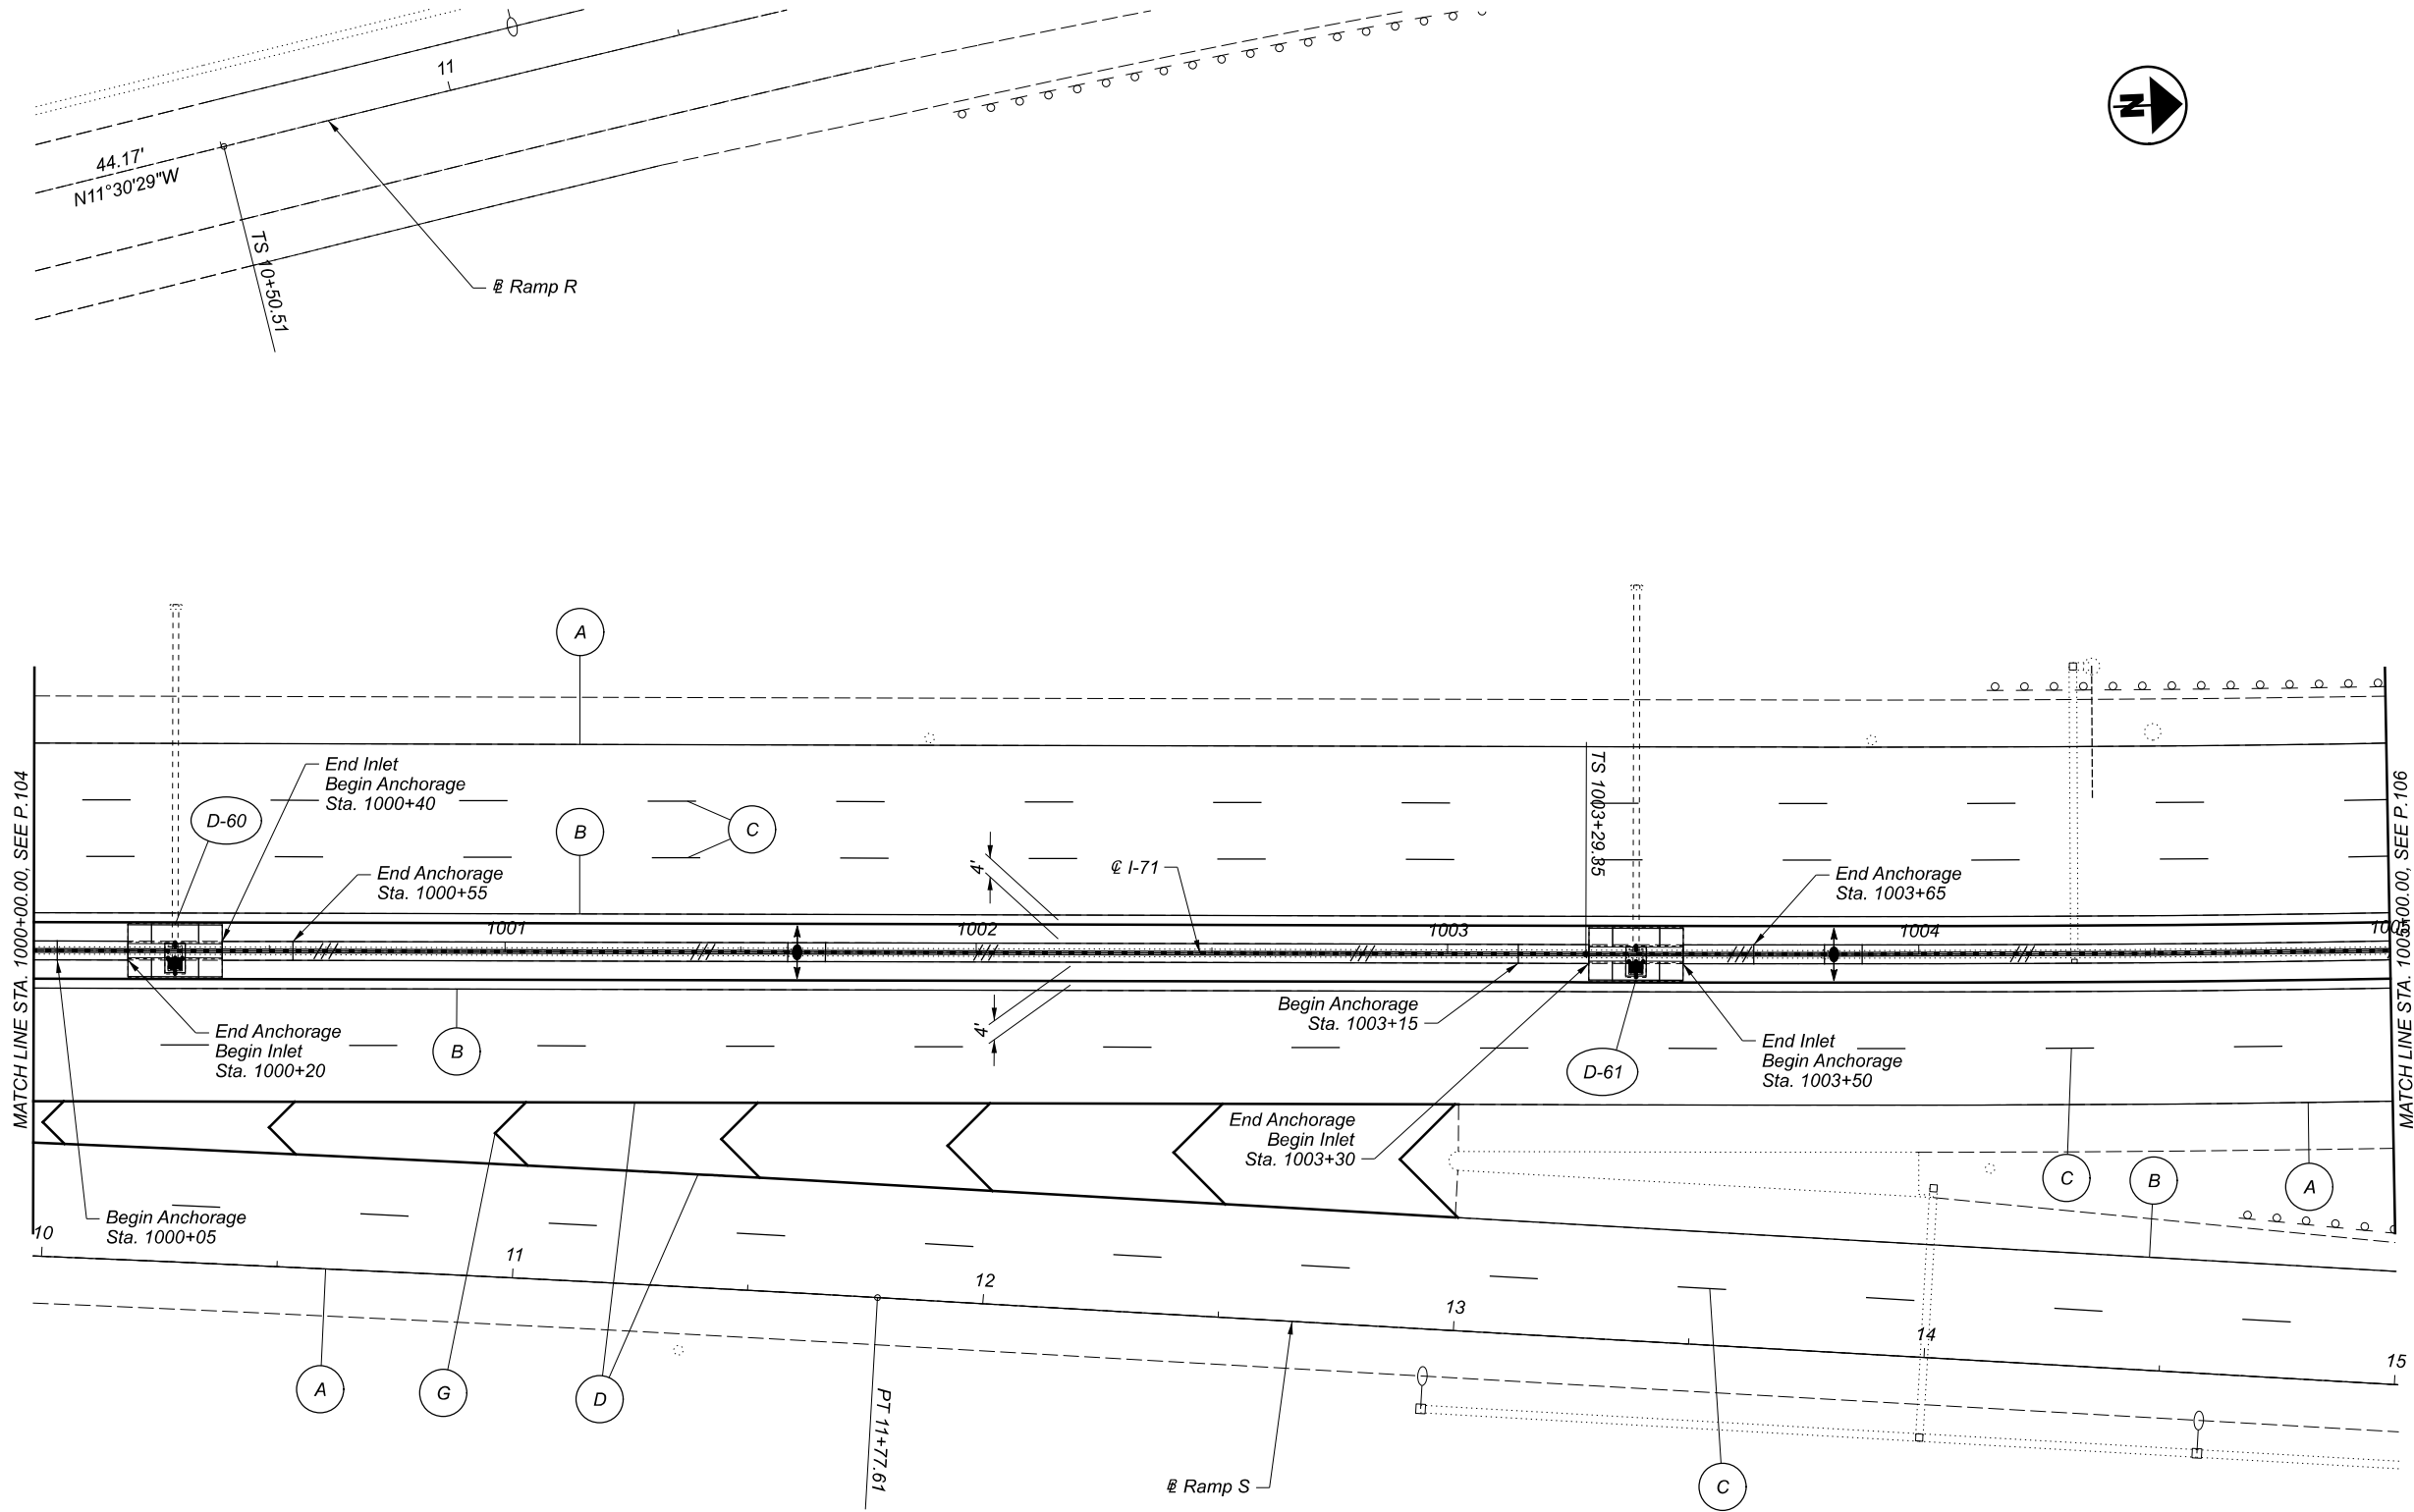 11
44.17'
N11°30'29"W
TS 10+50.51
℄ Ramp R
N
A
MATCH LINE STA. 1000+00.00, SEE P.104
End Inlet
Begin Anchorage
Sta. 1000+40
D-60
B
C
End Anchorage
Sta. 1000+55
4'
℄ I-71
TS 1003+29.35
End Anchorage
Sta. 1003+65
MATCH LINE STA. 1005+00.00, SEE P.106
1001
1002
1003
1004
1005
End Anchorage
Begin Inlet
Sta. 1000+20
B
4'
Begin Anchorage
Sta. 1003+15
D-61
End Inlet
Begin Anchorage
Sta. 1003+50
End Anchorage
Begin Inlet
Sta. 1003+30
C
B
A
Begin Anchorage
Sta. 1000+05
10
11
12
13
14
15
A
G
D
PT 11+77.61
℄ Ramp S
C